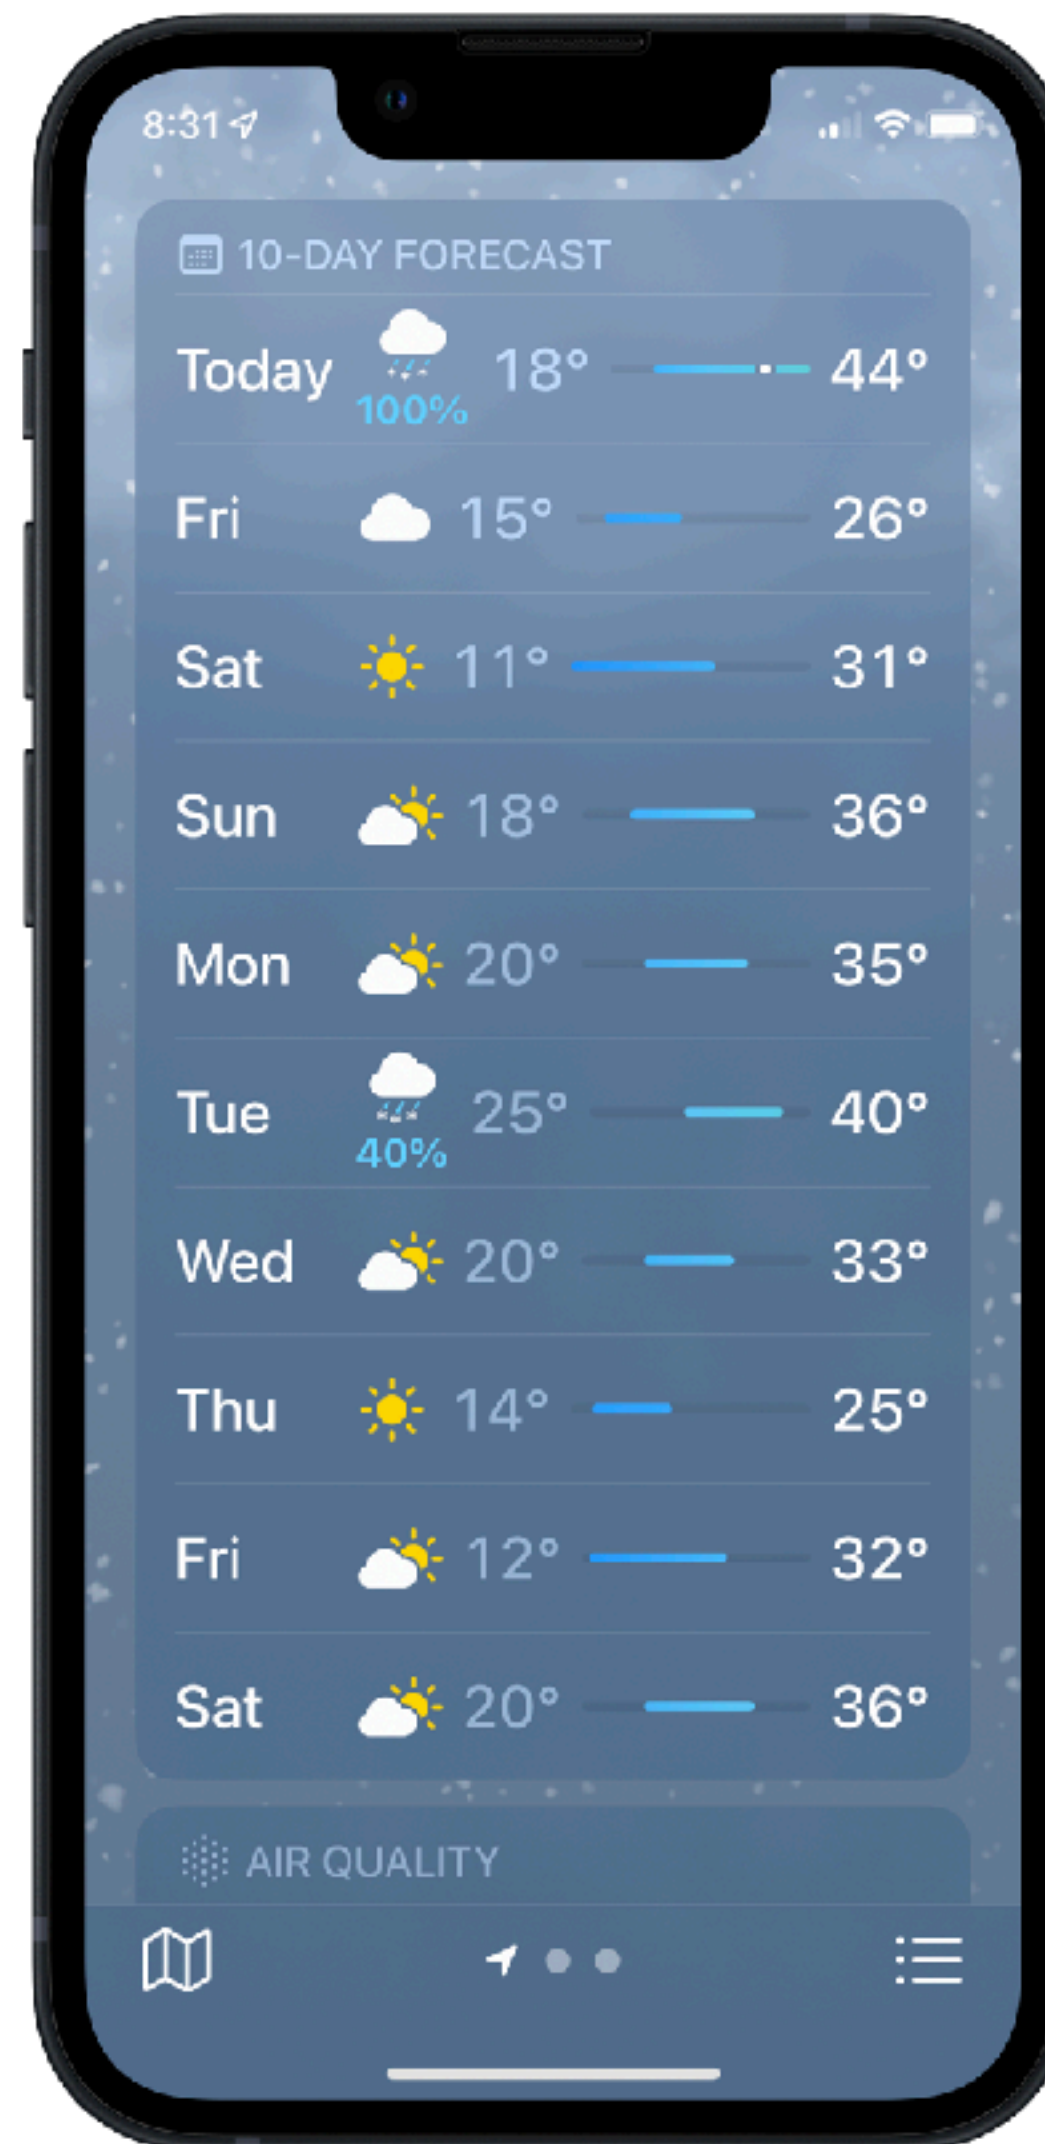 8:31
10-DAY FORECAST
Today 18° 44°
100%
Fri 15° 26°
Sat 11° 31°
Sun 18° 36°
Mon 20° 35°
Tue 25° 40°
40%
Wed 20° 33°
Thu 14° 25°
Fri 12° 32°
Sat 20° 36°
AIR QUALITY